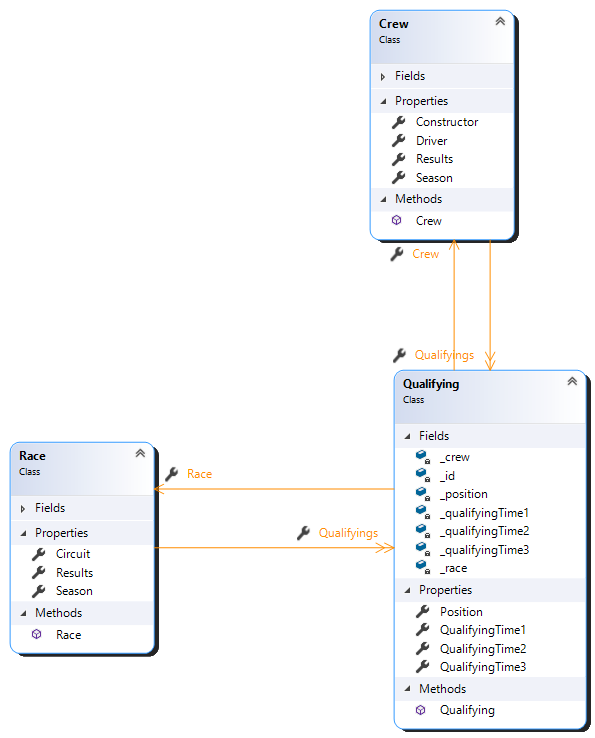 Crew
Class
Fields
Properties
Constructor
Driver
Results
Season
Methods
Crew
Crew
Qualifyings
Qualifying
Class
Fields
_crew
_id
_position
_qualifyingTime1
_qualifyingTime2
_qualifyingTime3
_race
Properties
Position
QualifyingTime1
QualifyingTime2
QualifyingTime3
Methods
Qualifying
Race
Qualifyings
Race
Class
Fields
Properties
Circuit
Results
Season
Methods
Race